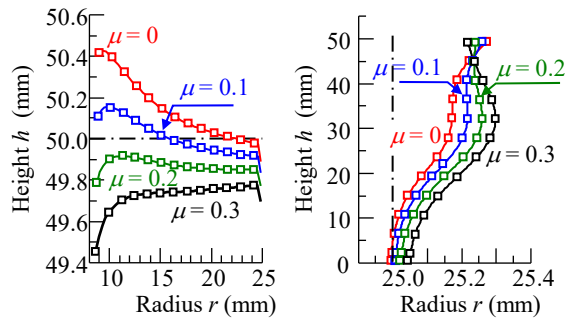 50.6
50.5
50.1
50.0
49.8
49.6
49.4
Height h (mm)
μ = 0
μ = 0.1
μ = 0.2
μ = 0.3
10 15 20 25
Radius r (mm)
50
40
30
20
10
0
Height h (mm)
μ = 0.1
μ = 0.2
μ = 0
μ = 0.3
25.0 25.2 25.4
Radius r (mm)